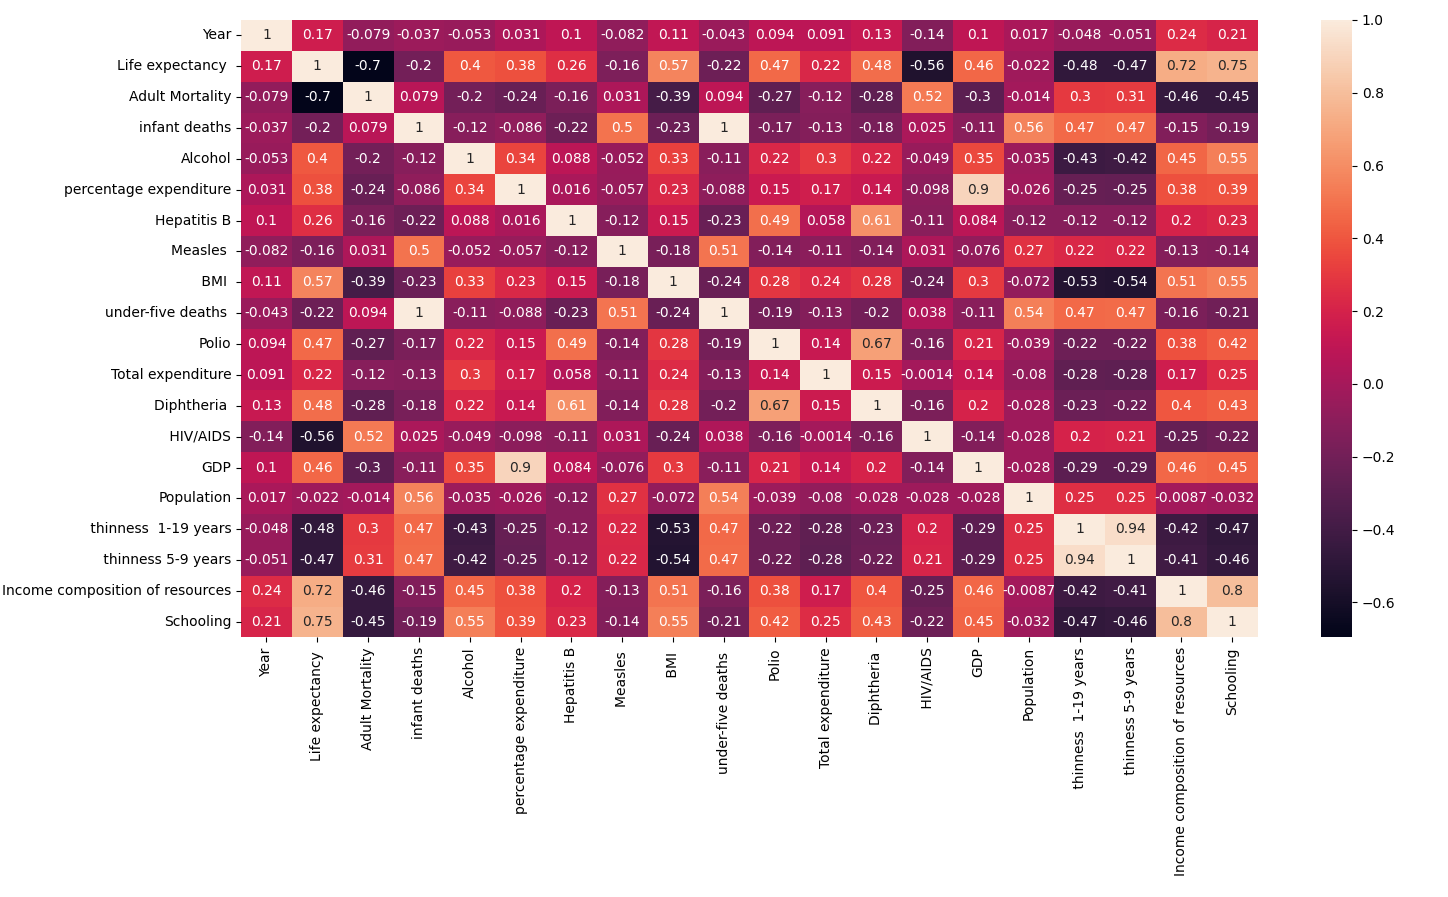 Year 1 0.17 -0.079 -0.037 -0.053 0.031 0.1 -0.082 0.11 -0.043 0.094 0.091 0.13 -0.14 0.1 0.017 -0.048 -0.051 0.24 0.21
Life expectancy 0.17 1 -0.7 -0.2 0.4 0.38 0.26 -0.16 0.57 -0.22 0.47 0.22 0.48 -0.56 0.46 -0.022 -0.48 -0.47 0.72 0.75
Adult Mortality -0.079 -0.7 1 0.079 -0.2 -0.24 -0.16 0.031 -0.39 0.094 -0.27 -0.12 -0.28 0.52 -0.3 -0.014 0.3 0.31 -0.46 -0.45
infant deaths -0.037 -0.2 0.079 1 -0.12 -0.086 -0.22 0.5 -0.23 1 -0.17 -0.13 -0.18 0.025 -0.11 0.56 0.47 0.47 -0.15 -0.19
Alcohol -0.053 0.4 -0.2 -0.12 1 0.34 0.088 -0.052 0.33 -0.11 0.22 0.3 0.22 -0.049 0.35 -0.035 -0.43 -0.42 0.45 0.55
percentage expenditure 0.031 0.38 -0.24 -0.086 0.34 1 0.016 -0.057 0.23 -0.088 0.15 0.17 0.14 -0.098 0.9 -0.026 -0.25 -0.25 0.38 0.39
Hepatitis B 0.1 0.26 -0.16 -0.22 0.088 0.016 1 -0.12 0.15 -0.23 0.49 0.058 0.61 -0.11 0.084 -0.12 -0.12 -0.12 0.2 0.23
Measles -0.082 -0.16 0.031 0.5 -0.052 -0.057 -0.12 1 -0.18 0.51 -0.14 -0.11 -0.14 0.031 -0.076 0.27 0.22 0.22 -0.13 -0.14
BMI 0.11 0.57 -0.39 -0.23 0.33 0.23 0.15 -0.18 1 -0.24 0.28 0.24 0.28 -0.24 0.3 -0.072 -0.53 -0.54 0.51 0.55
under-five deaths -0.043 -0.22 0.094 1 -0.11 -0.088 -0.23 0.51 -0.24 1 -0.19 -0.13 -0.2 0.038 -0.11 0.54 0.47 0.47 -0.16 -0.21
Polio 0.094 0.47 -0.27 -0.17 0.22 0.15 0.49 -0.14 0.28 -0.19 1 0.14 0.67 -0.16 0.21 -0.039 -0.22 -0.22 0.38 0.42
Total expenditure 0.091 0.22 -0.12 -0.13 0.3 0.17 0.058 -0.11 0.24 -0.13 0.14 1 0.15 -0.0014 0.14 -0.08 -0.28 -0.28 0.17 0.25
Diphtheria 0.13 0.48 -0.28 -0.18 0.22 0.14 0.61 -0.14 0.28 -0.2 0.67 0.15 1 -0.16 0.2 -0.028 -0.23 -0.22 0.4 0.43
HIV/AIDS -0.14 -0.56 0.52 0.025 -0.049 -0.098 -0.11 0.031 -0.24 0.038 -0.16 -0.0014 -0.16 1 -0.14 -0.028 0.2 0.21 -0.25 -0.22
GDP 0.1 0.46 -0.3 -0.11 0.35 0.9 0.084 -0.076 0.3 -0.11 0.21 0.14 0.2 -0.14 1 -0.028 -0.29 -0.29 0.46 0.45
Population 0.017 -0.022 -0.014 0.56 -0.035 -0.026 -0.12 0.27 -0.072 0.54 -0.039 -0.08 -0.028 -0.028 -0.028 1 0.25 0.25 -0.0087 -0.032
thinness  1-19 years -0.048 -0.48 0.3 0.47 -0.43 -0.25 -0.12 0.22 -0.53 0.47 -0.22 -0.28 -0.23 0.2 -0.29 0.25 1 0.94 -0.42 -0.47
thinness 5-9 years -0.051 -0.47 0.31 0.47 -0.42 -0.25 -0.12 0.22 -0.54 0.47 -0.22 -0.28 -0.22 0.21 -0.29 0.25 0.94 1 -0.41 -0.46
Income composition of resources 0.24 0.72 -0.46 -0.15 0.45 0.38 0.2 -0.13 0.51 -0.16 0.38 0.17 0.4 -0.25 0.46 -0.0087 -0.42 -0.41 1 0.8
Schooling 0.21 0.75 -0.45 -0.19 0.55 0.39 0.23 -0.14 0.55 -0.21 0.42 0.25 0.43 -0.22 0.45 -0.032 -0.47 -0.46 0.8 1
Year
Life expectancy
Adult Mortality
infant deaths
Alcohol
percentage expenditure
Hepatitis B
Measles
BMI
under-five deaths
Polio
Total expenditure
Diphtheria
HIV/AIDS
GDP
Population
thinness  1-19 years
thinness 5-9 years
Income composition of resources
Schooling
1.0
0.8
0.6
0.4
0.2
0.0
−0.2
−0.4
−0.6